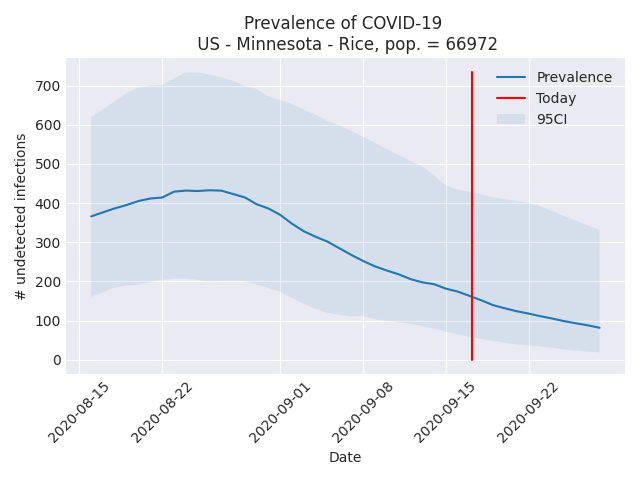 Prevalence of COVID-19
US - Minnesota - Rice, pop. = 66972
# undetected infections
700
600
500
400
300
200
100
0
Prevalence
Today
95CI
2020-08-15
2020-08-22
2020-09-01
2020-09-08
2020-09-15
2020-09-22
Date